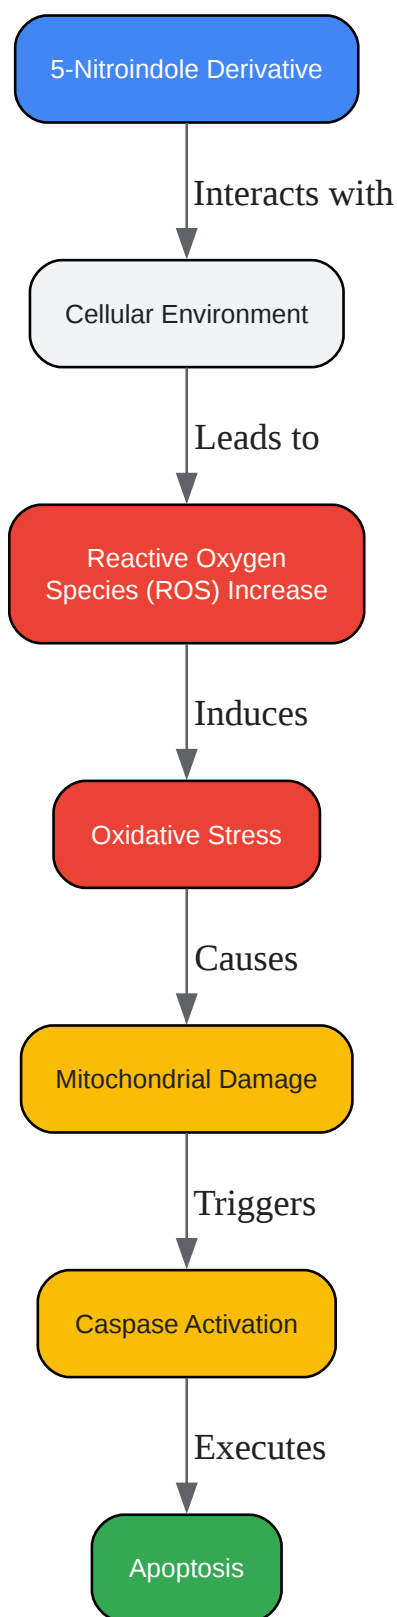 5-Nitroindole Derivative
Interacts with
Cellular Environment
Leads to
Reactive Oxygen
Species (ROS) Increase
Induces
Oxidative Stress
Causes
Mitochondrial Damage
Triggers
Caspase Activation
Executes
Apoptosis